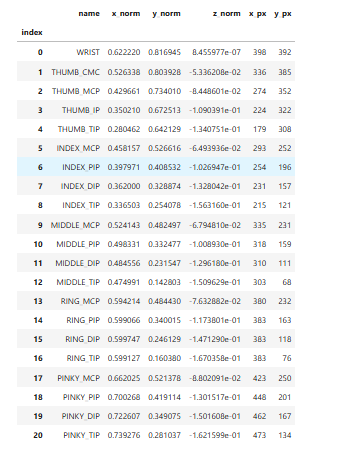 name x_norm y_norm z_norm x_px y_px
index
0 WRIST 0.622220 0.816945 8.455977e-07 398 392
1 THUMB_CMC 0.526338 0.803928 -5.336208e-02 336 385
2 THUMB_MCP 0.429661 0.734010 -8.448601e-02 274 352
3 THUMB_IP 0.350210 0.672513 -1.090391e-01 224 322
4 THUMB_TIP 0.280462 0.642129 -1.340751e-01 179 308
5 INDEX_MCP 0.458157 0.526616 -6.493936e-02 293 252
6 INDEX_PIP 0.397971 0.408532 -1.026947e-01 254 196
7 INDEX_DIP 0.362000 0.328874 -1.328042e-01 231 157
8 INDEX_TIP 0.336503 0.254078 -1.563160e-01 215 121
9 MIDDLE_MCP 0.524143 0.482497 -6.794810e-02 335 231
10 MIDDLE_PIP 0.498331 0.332477 -1.008930e-01 318 159
11 MIDDLE_DIP 0.484556 0.231547 -1.296180e-01 310 111
12 MIDDLE_TIP 0.474991 0.142803 -1.509629e-01 303 68
13 RING_MCP 0.594214 0.484430 -7.632882e-02 380 232
14 RING_PIP 0.599066 0.340015 -1.173801e-01 383 163
15 RING_DIP 0.599747 0.246129 -1.471290e-01 383 118
16 RING_TIP 0.599127 0.160380 -1.670358e-01 383 76
17 PINKY_MCP 0.662025 0.521378 -8.802091e-02 423 250
18 PINKY_PIP 0.700268 0.419114 -1.301517e-01 448 201
19 PINKY_DIP 0.722607 0.349075 -1.501608e-01 462 167
20 PINKY_TIP 0.739276 0.281037 -1.621599e-01 473 134